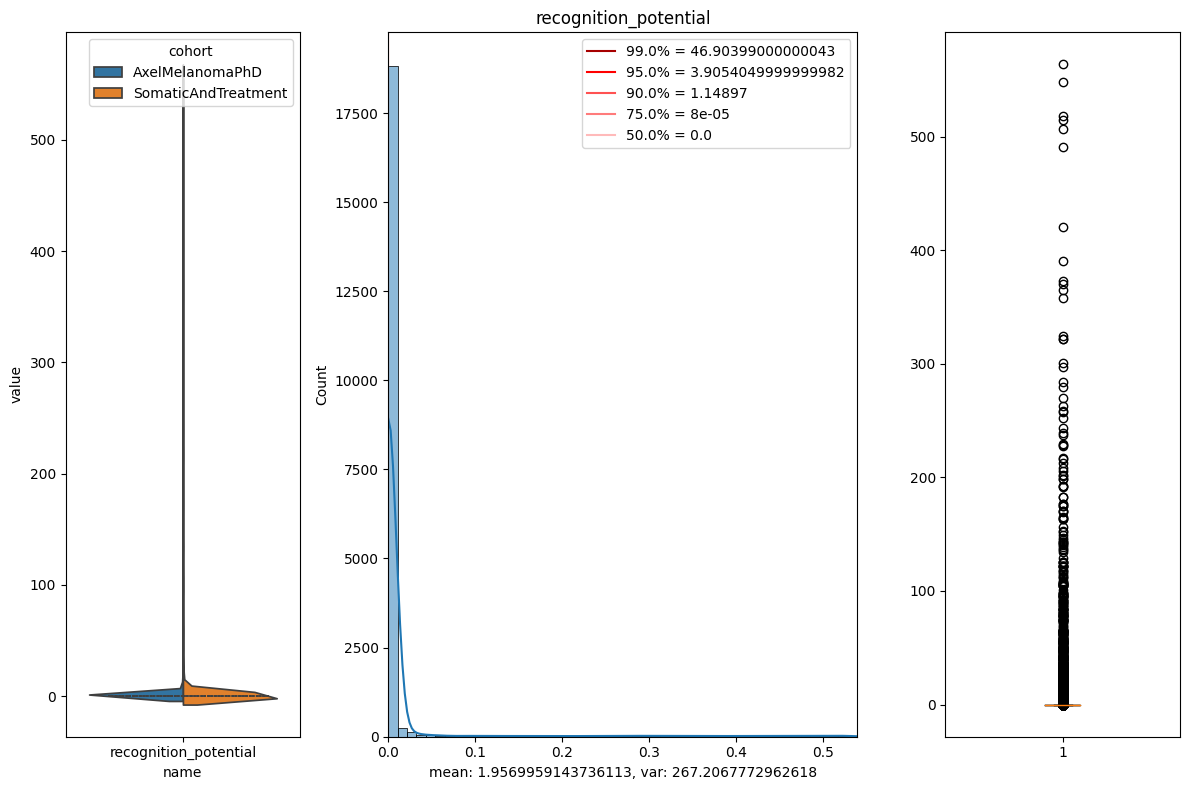 cohort
AxelMelanomaPhD
SomaticAndTreatment
value
500
400
300
200
100
0
recognition_potential
name
recognition_potential
99.0% = 46.90399000000043
95.0% = 3.9054049999999982
90.0% = 1.14897
75.0% = 8e-05
50.0% = 0.0
Count
17500
15000
12500
10000
7500
5000
2500
0
0.0 0.1 0.2 0.3 0.4 0.5
mean: 1.9569959143736113, var: 267.2067772962618
500
400
300
200
100
0
1